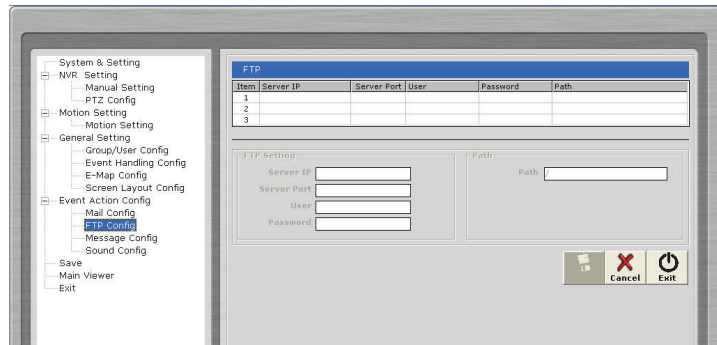 System & Setting
NVR Setting
Manual Setting
PTZ Config
Motion Setting
Motion Setting
General Setting
Group/User Config
Event Handling Config
E-Map Config
Screen Layout Config
Event Action Config
Mail Config
FTP Config
Message Config
Sound Config
Save
Main Viewer
Exit
FTP
Item Server IP Server Port User Password Path
1
2
3
FTP Setting
Server IP
Server Port
User
Password
Path
Path /
Cancel Exit